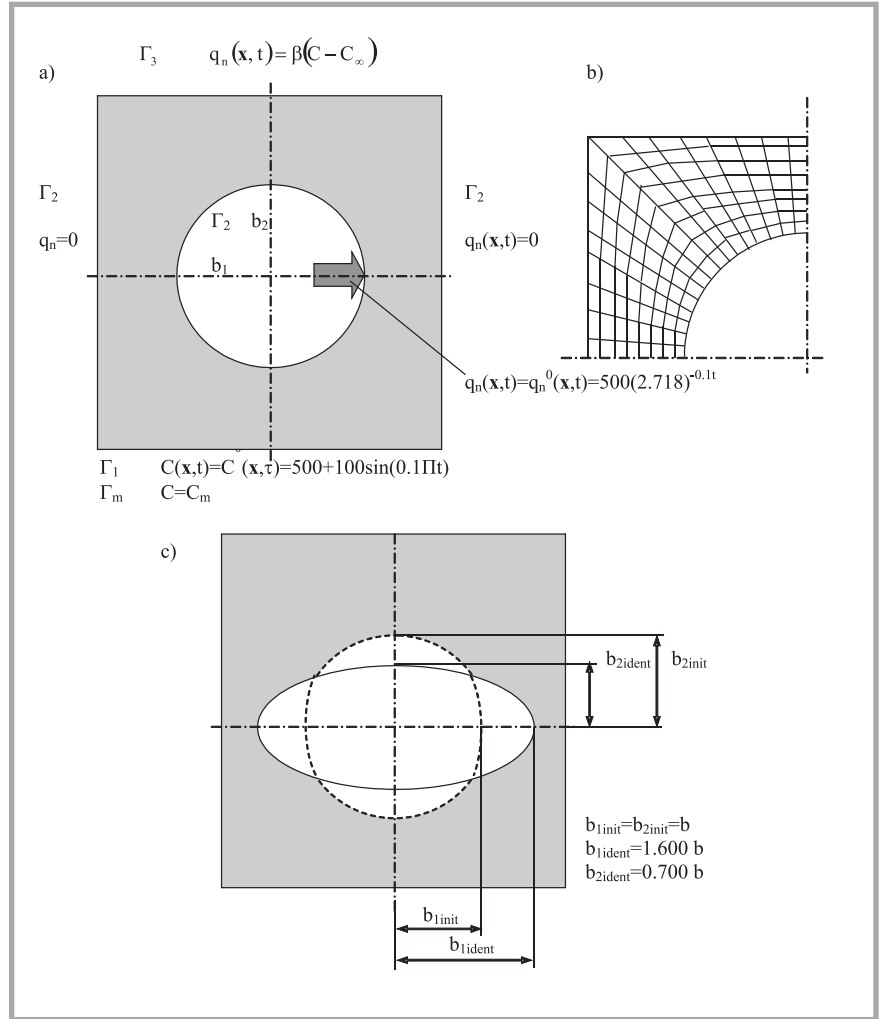 Γ₃ qₙ(x, t) = β(C – C∞)
a)
b)
Γ₂
qₙ=0
Γ₂ b₂
b₁
Γ₂
qₙ(x,t)=0
qₙ(x,t)=qₙ⁰(x,t)=500(2.718)⁻⁰·¹ᵗ
Γ₁ C(x,t)=C°(x,τ)=500+100sin(0.1Πt)
Γₘ C=Cₘ
c)
b₂ident b₂init
b₁init=b₂init=b
b₁ident=1.600 b
b₂ident=0.700 b
b₁init
b₁ident